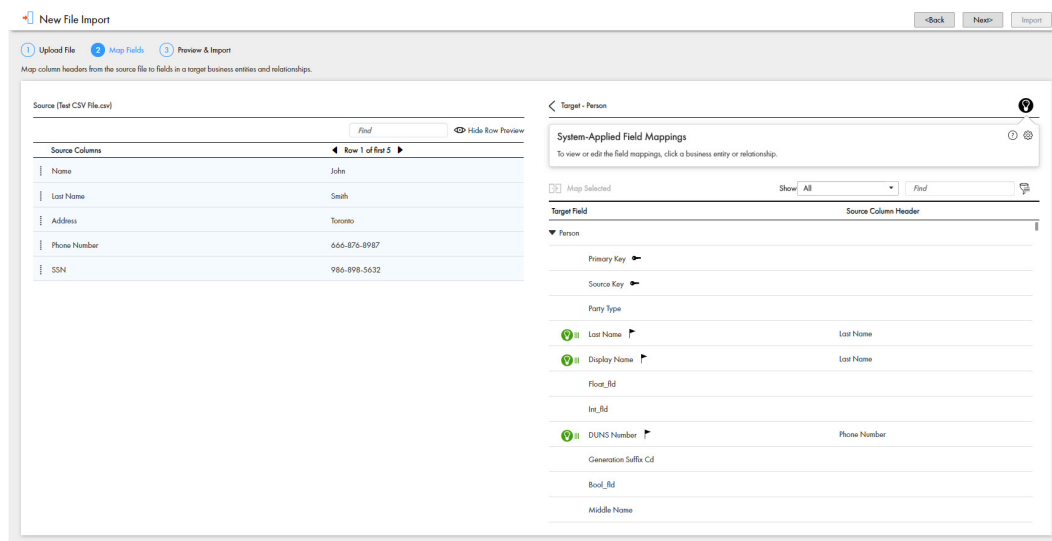 New File Import
<Back Next> Import
1 Upload File 2 Map Fields 3 Preview & Import
Map column headers from the source file to fields in a target business entities and relationships.
Source (Test CSV File.csv)
Find Hide Row Preview
Source Columns Row 1 of first 5
Name John
Last Name Smith
Address Toronto
Phone Number 666-876-8987
SSN 986-898-5632
Target - Person
System-Applied Field Mappings
To view or edit the field mappings, click a business entity or relationship.
Map Selected Show All Find
Target Field Source Column Header
Person
Primary Key
Source Key
Party Type
Last Name Last Name
Display Name Last Name
Float_fld
Int_fld
DUNS Number Phone Number
Generation Suffix Cd
Bool_fld
Middle Name